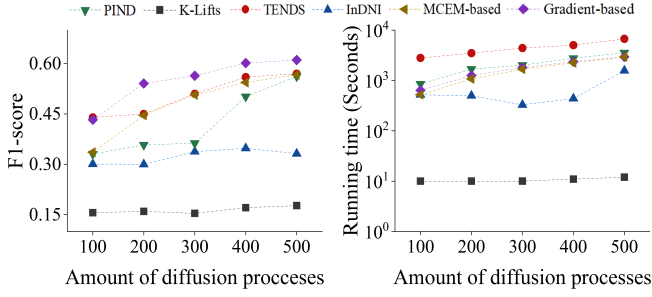 PIND K-Lifts TENDS InDNI MCEM-based Gradient-based
F1-score
0.60
0.45
0.30
0.15
100 200 300 400 500
Amount of diffusion procceses
Running time (Seconds)
10^4
10^3
10^2
10^1
10^0
100 200 300 400 500
Amount of diffusion processes